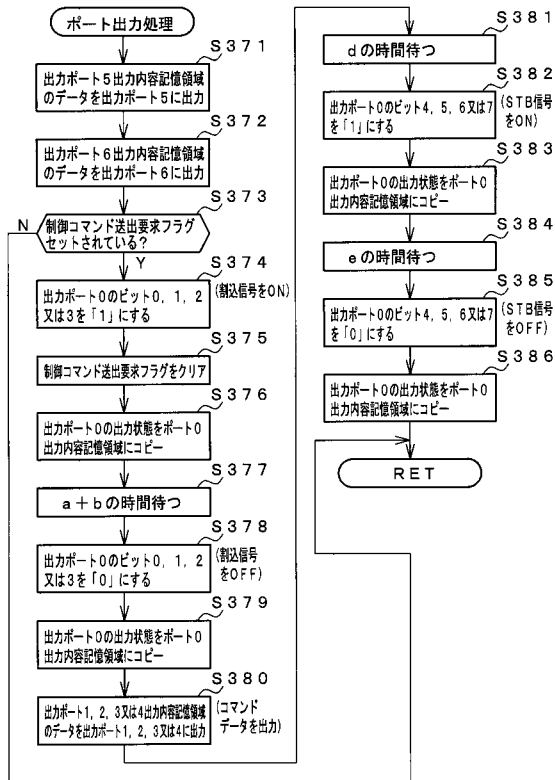 ポート出力処理
S371
出力ポート5出力内容記憶領域
のデータを出力ポート5に出力
S372
出力ポート6出力内容記憶領域
のデータを出力ポート6に出力
S373
制御コマンド送出要求フラグ
セットされている?
N
Y
S374
出力ポート0のビット0, 1, 2
又は3を「1」にする
(割込信号をON)
S375
制御コマンド送出要求フラグをクリア
S376
出力ポート0の出力状態をポート0
出力内容記憶領域にコピー
S377
a+bの時間待つ
S378
出力ポート0のビット0, 1, 2
又は3を「0」にする
(割込信号
をOFF)
S379
出力ポート0の出力状態をポート0
出力内容記憶領域にコピー
S380
出力ポート1, 2, 3又は4出力内容記憶領域
のデータを出力ポート1, 2, 3又は4に出力
(コマンド
データを出力)
S381
dの時間待つ
S382
出力ポート0のビット4, 5, 6又は7
を「1」にする
(STB信号
をON)
S383
出力ポート0の出力状態をポート0
出力内容記憶領域にコピー
S384
eの時間待つ
S385
出力ポート0のビット4, 5, 6又は7
を「0」にする
(STB信号
をOFF)
S386
出力ポート0の出力状態をポート0
出力内容記憶領域にコピー
RET